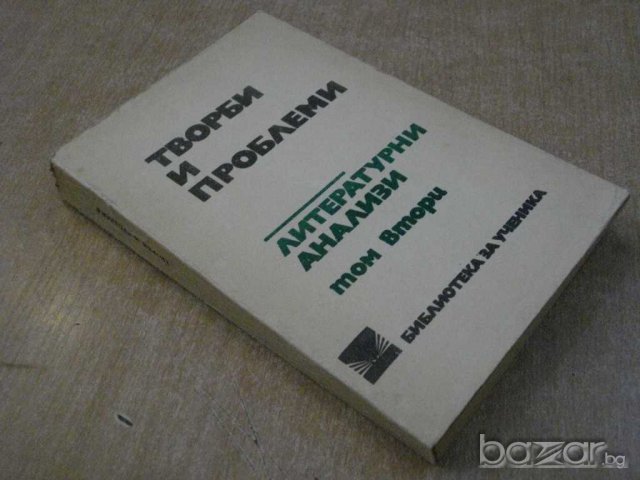 ТВОРБИ
И
ПРОБЛЕМИ
ЛИТЕРАТУРНИ
АНАЛИЗИ
том втори
БИБЛИОТЕКА ЗА УЧЕНИКА
bazar.bg